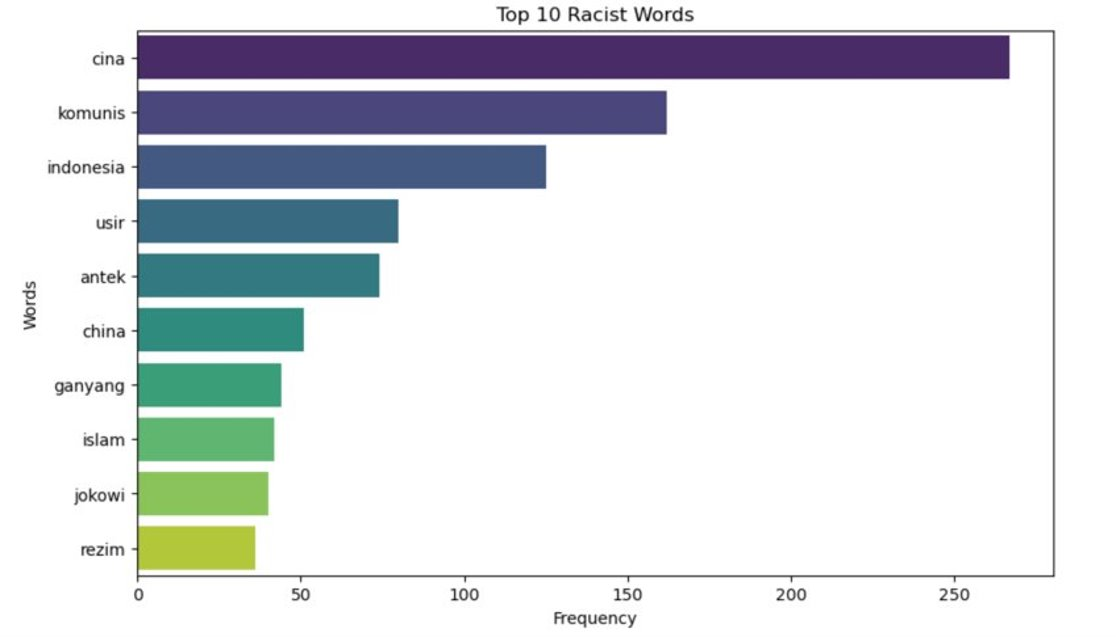 Top 10 Racist Words
cina
komunis
indonesia
usir
antek
china
ganyang
islam
jokowi
rezim
Words
0 50 100 150 200 250
Frequency